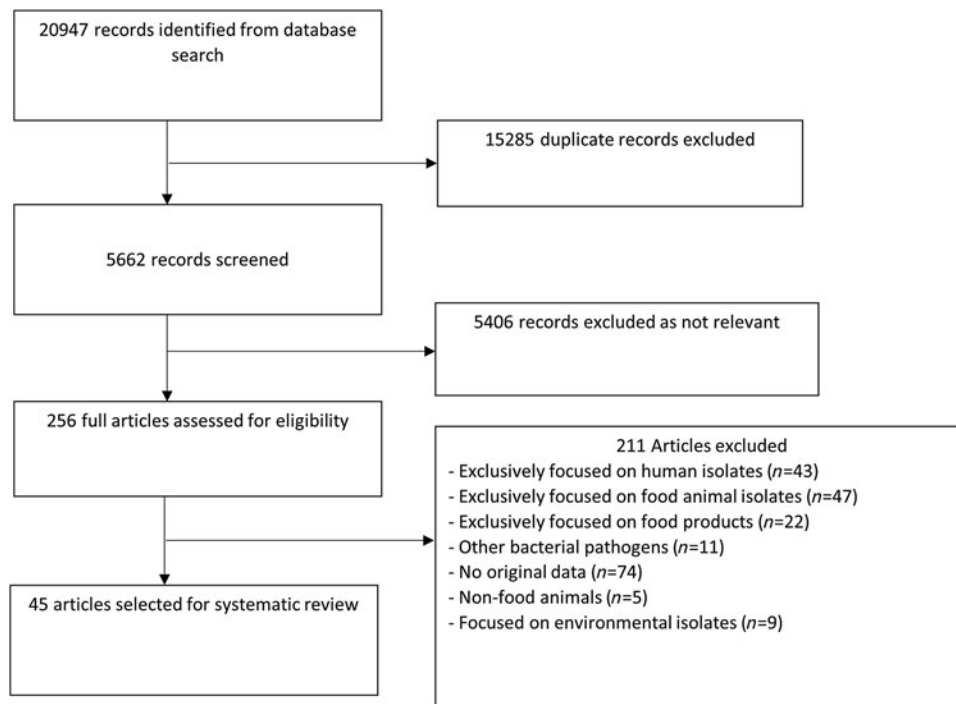 20947 records identified from database
search
15285 duplicate records excluded
5662 records screened
5406 records excluded as not relevant
256 full articles assessed for eligibility
211 Articles excluded
- Exclusively focused on human isolates (n=43)
- Exclusively focused on food animal isolates (n=47)
- Exclusively focused on food products (n=22)
- Other bacterial pathogens (n=11)
- No original data (n=74)
- Non-food animals (n=5)
- Focused on environmental isolates (n=9)
45 articles selected for systematic review